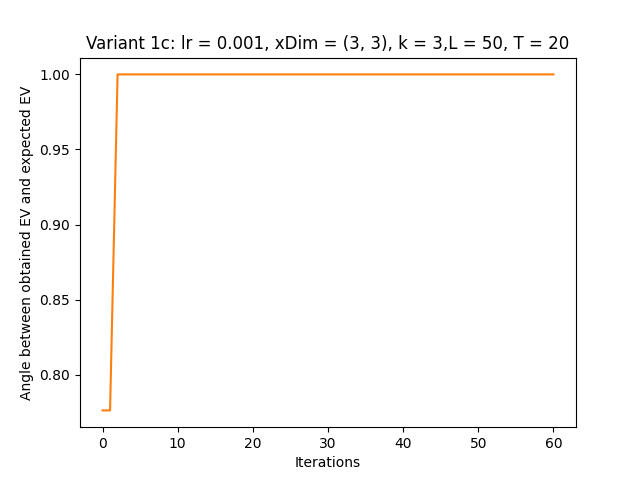 Variant 1c: lr = 0.001, xDim = (3, 3), k = 3,L = 50, T = 20
Angle between obtained EV and expected EV
1.00
0.95
0.90
0.85
0.80
0 10 20 30 40 50 60
Iterations